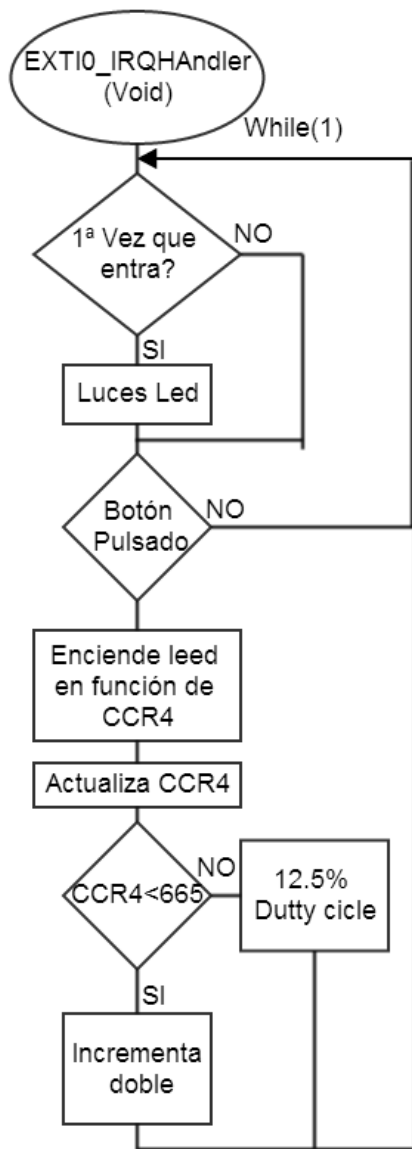 EXTI0_IRQHAndler
(Void)
While(1)
1ª Vez que
entra?
NO
SI
Luces Led
Botón
Pulsado
NO
Enciende leed
en función de
CCR4
Actualiza CCR4
CCR4<665
NO
12.5%
Dutty cicle
SI
Incrementa
doble